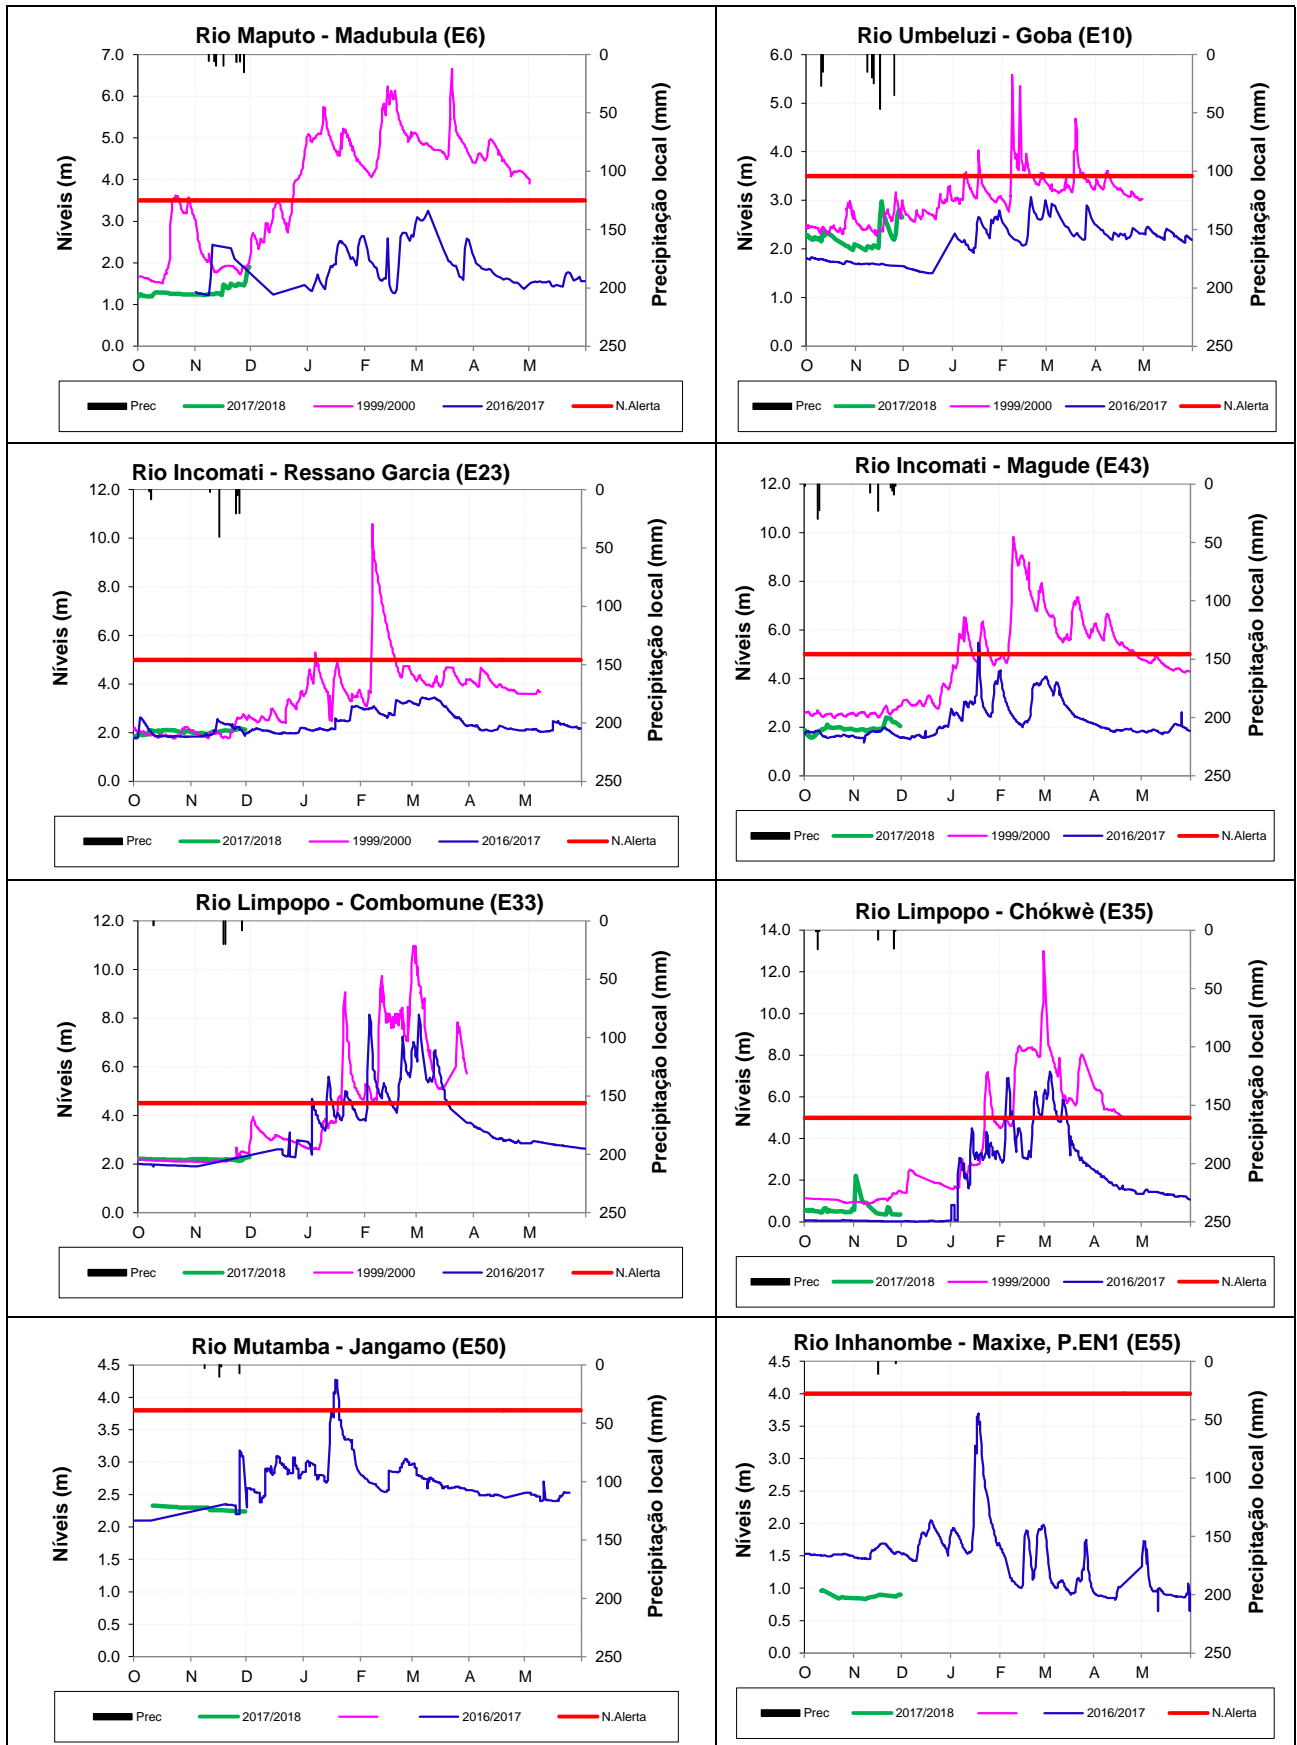 Rio Maputo - Madubula (E6)
7.0
6.0
5.0
4.0
3.0
2.0
1.0
0.0
0
50
100
150
200
250
O N D J F M A M
Níveis (m)
Precipitação local (mm)
Prec 2017/2018 1999/2000 2016/2017 N.Alerta
Rio Umbeluzi - Goba (E10)
6.0
5.0
4.0
3.0
2.0
1.0
0.0
0
50
100
150
200
250
O N D J F M A M
Níveis (m)
Precipitação local (mm)
Prec 2017/2018 1999/2000 2016/2017 N.Alerta
Rio Incomati - Ressano Garcia (E23)
12.0
10.0
8.0
6.0
4.0
2.0
0.0
0
50
100
150
200
250
O N D J F M A M
Níveis (m)
Precipitação local (mm)
Prec 2017/2018 1999/2000 2016/2017 N.Alerta
Rio Incomati - Magude (E43)
12.0
10.0
8.0
6.0
4.0
2.0
0.0
0
50
100
150
200
250
O N D J F M A M
Níveis (m)
Precipitação local (mm)
Prec 2017/2018 1999/2000 2016/2017 N.Alerta
Rio Limpopo - Combomune (E33)
12.0
10.0
8.0
6.0
4.0
2.0
0.0
0
50
100
150
200
250
O N D J F M A M
Níveis (m)
Precipitação local (mm)
Prec 2017/2018 1999/2000 2016/2017 N.Alerta
Rio Limpopo - Chókwè (E35)
14.0
12.0
10.0
8.0
6.0
4.0
2.0
0.0
0
50
100
150
200
250
O N D J F M A M
Níveis (m)
Precipitação local (mm)
Prec 2017/2018 1999/2000 2016/2017 N.Alerta
Rio Mutamba - Jangamo (E50)
4.5
4.0
3.5
3.0
2.5
2.0
1.5
1.0
0.5
0.0
0
50
100
150
200
250
O N D J F M A M
Níveis (m)
Precipitação local (mm)
Prec 2017/2018 2016/2017 N.Alerta
Rio Inhanombe - Maxixe, P.EN1 (E55)
4.5
4.0
3.5
3.0
2.5
2.0
1.5
1.0
0.5
0.0
0
50
100
150
200
250
O N D J F M A M
Níveis (m)
Precipitação local (mm)
Prec 2017/2018 2016/2017 N.Alerta